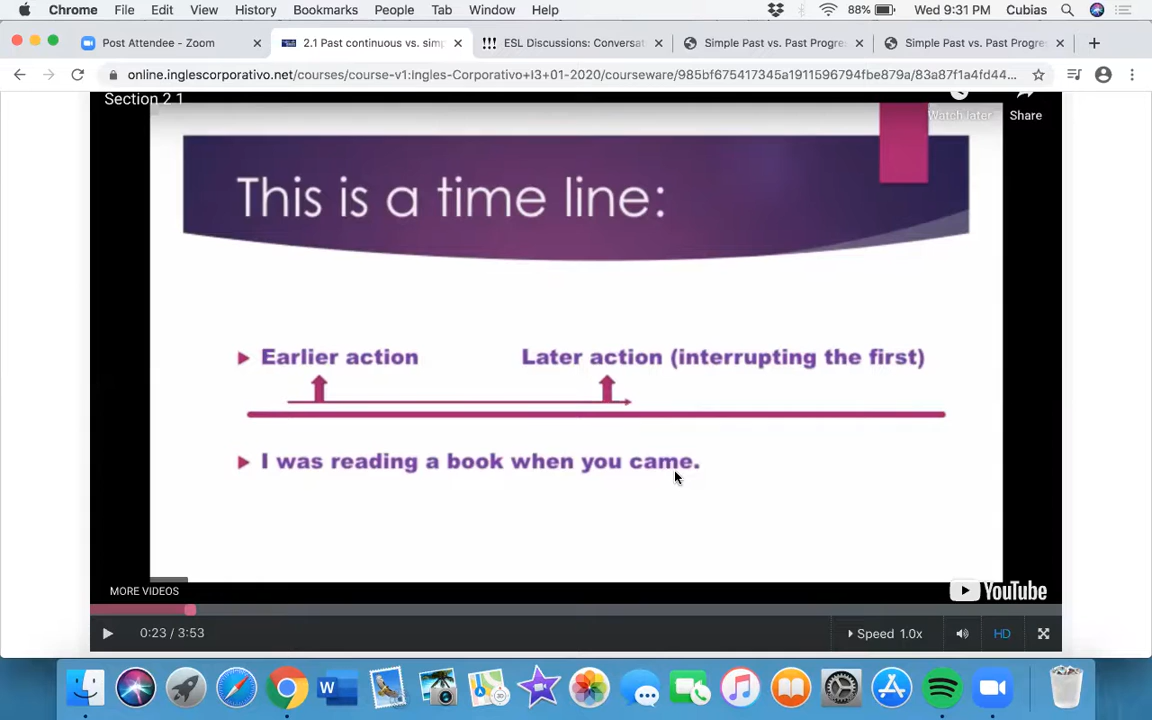 Chrome File Edit View History Bookmarks People Tab Window Help 88% Wed 9:31 PM Cubias
Post Attendee - Zoom 2.1 Past continuous vs. sim ESL Discussions: Conversat Simple Past vs. Past Progre Simple Past vs. Past Progre
online.inglescorporativo.net/courses/course-v1:Ingles-Corporativo+I3+01-2020/courseware/985bf675417345a1911596794fbe879a/83a87f1a4fd44...
Section 2 1
Watch later Share
This is a time line:
Earlier action Later action (interrupting the first)
I was reading a book when you came.
MORE VIDEOS
YouTube
0:23 / 3:53 Speed 1.0x HD
W